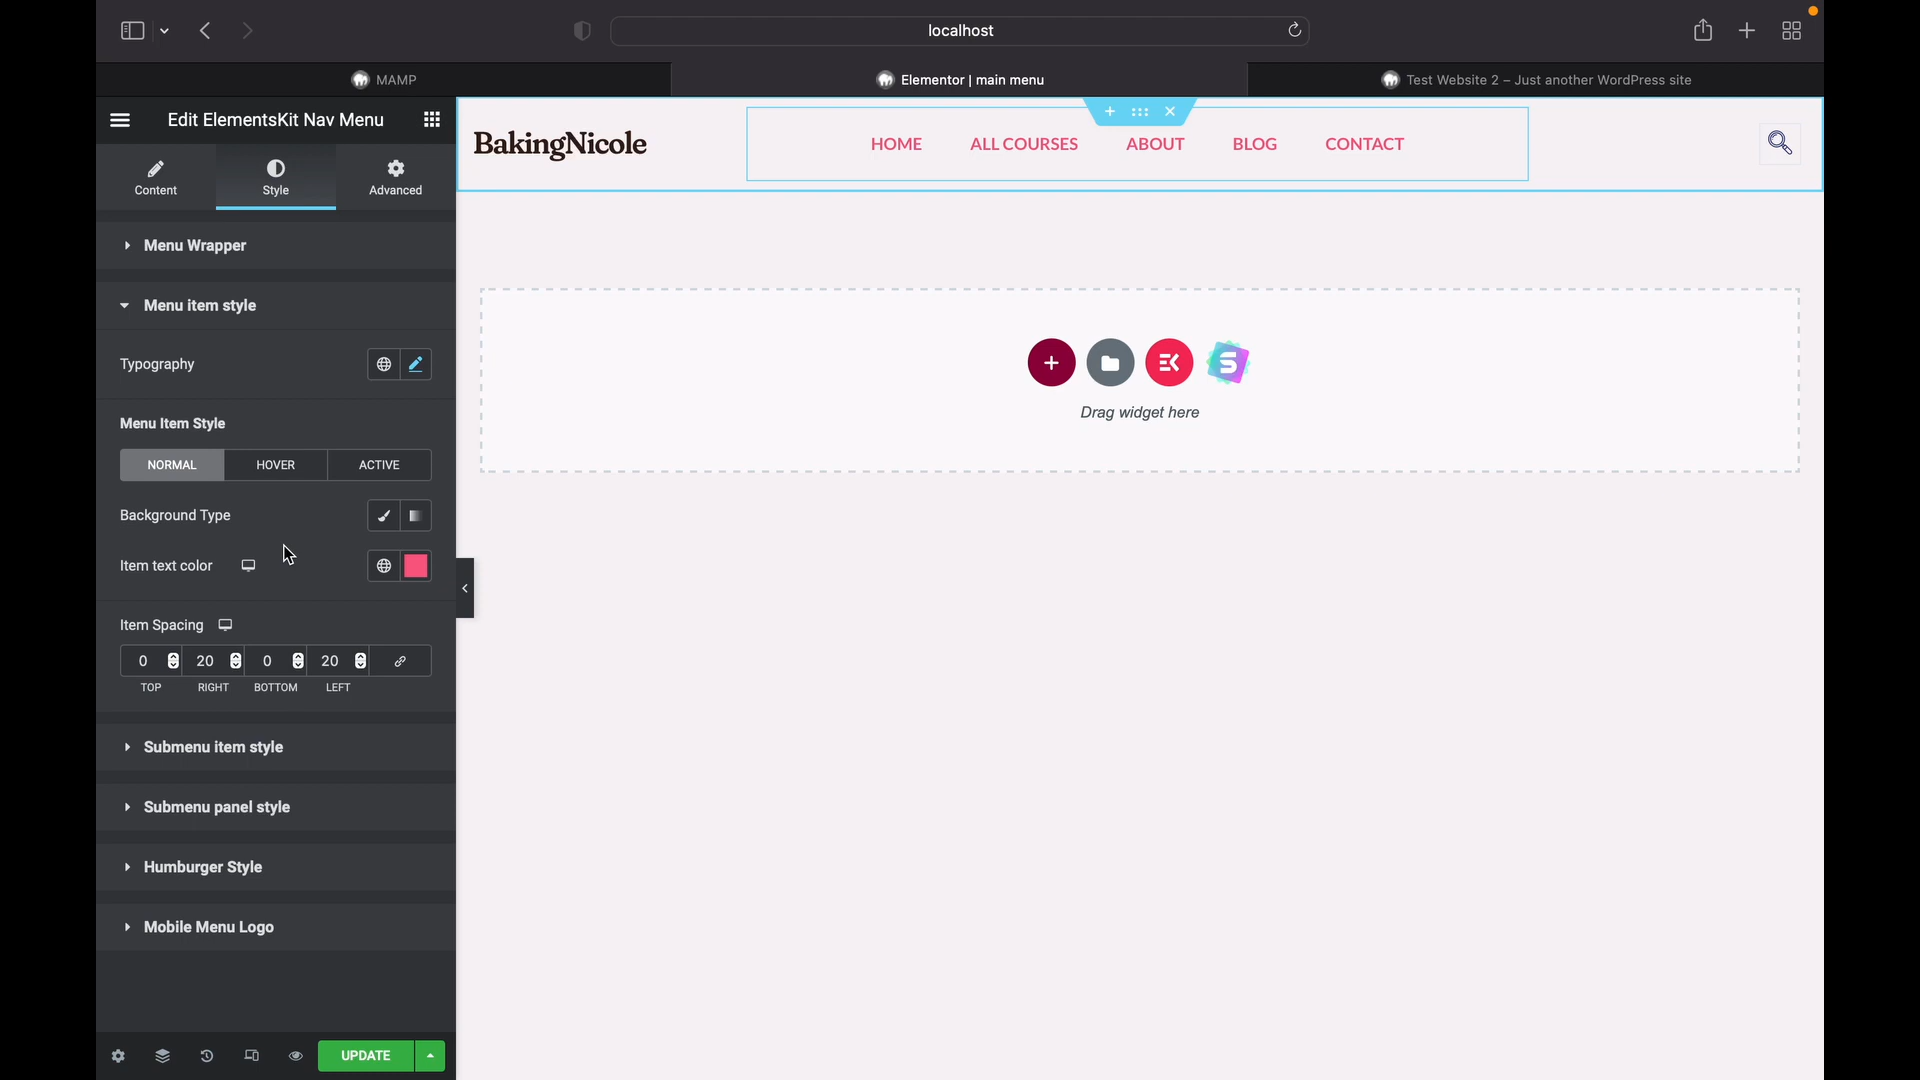 localhost
MAMP
Elementor | main menu
Test Website 2 – Just another WordPress site
Edit ElementsKit Nav Menu
Content
Style
Advanced
Menu Wrapper
Menu item style
Typography
Menu Item Style
NORMAL
HOVER
ACTIVE
Background Type
Item text color
Item Spacing
0
20
0
20
TOP
RIGHT
BOTTOM
LEFT
Submenu item style
Submenu panel style
Humburger Style
Mobile Menu Logo
UPDATE
BakingNicole
HOME
ALL COURSES
ABOUT
BLOG
CONTACT
Drag widget here